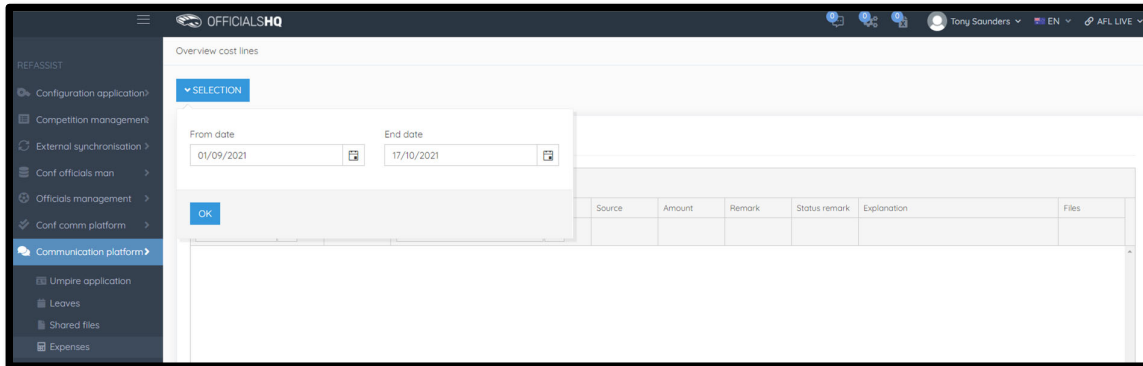 OFFICIALSHQ
0 0 0 Tony Saunders EN AFL LIVE
REFASSIST
Configuration application
Competition management
External synchronisation
Conf officials man
Officials management
Conf comm platform
Communication platform
Umpire application
Leaves
Shared files
Expenses
Overview cost lines
SELECTION
From date End date
01/09/2021 17/10/2021
OK
Source Amount Remark Status remark Explanation Files